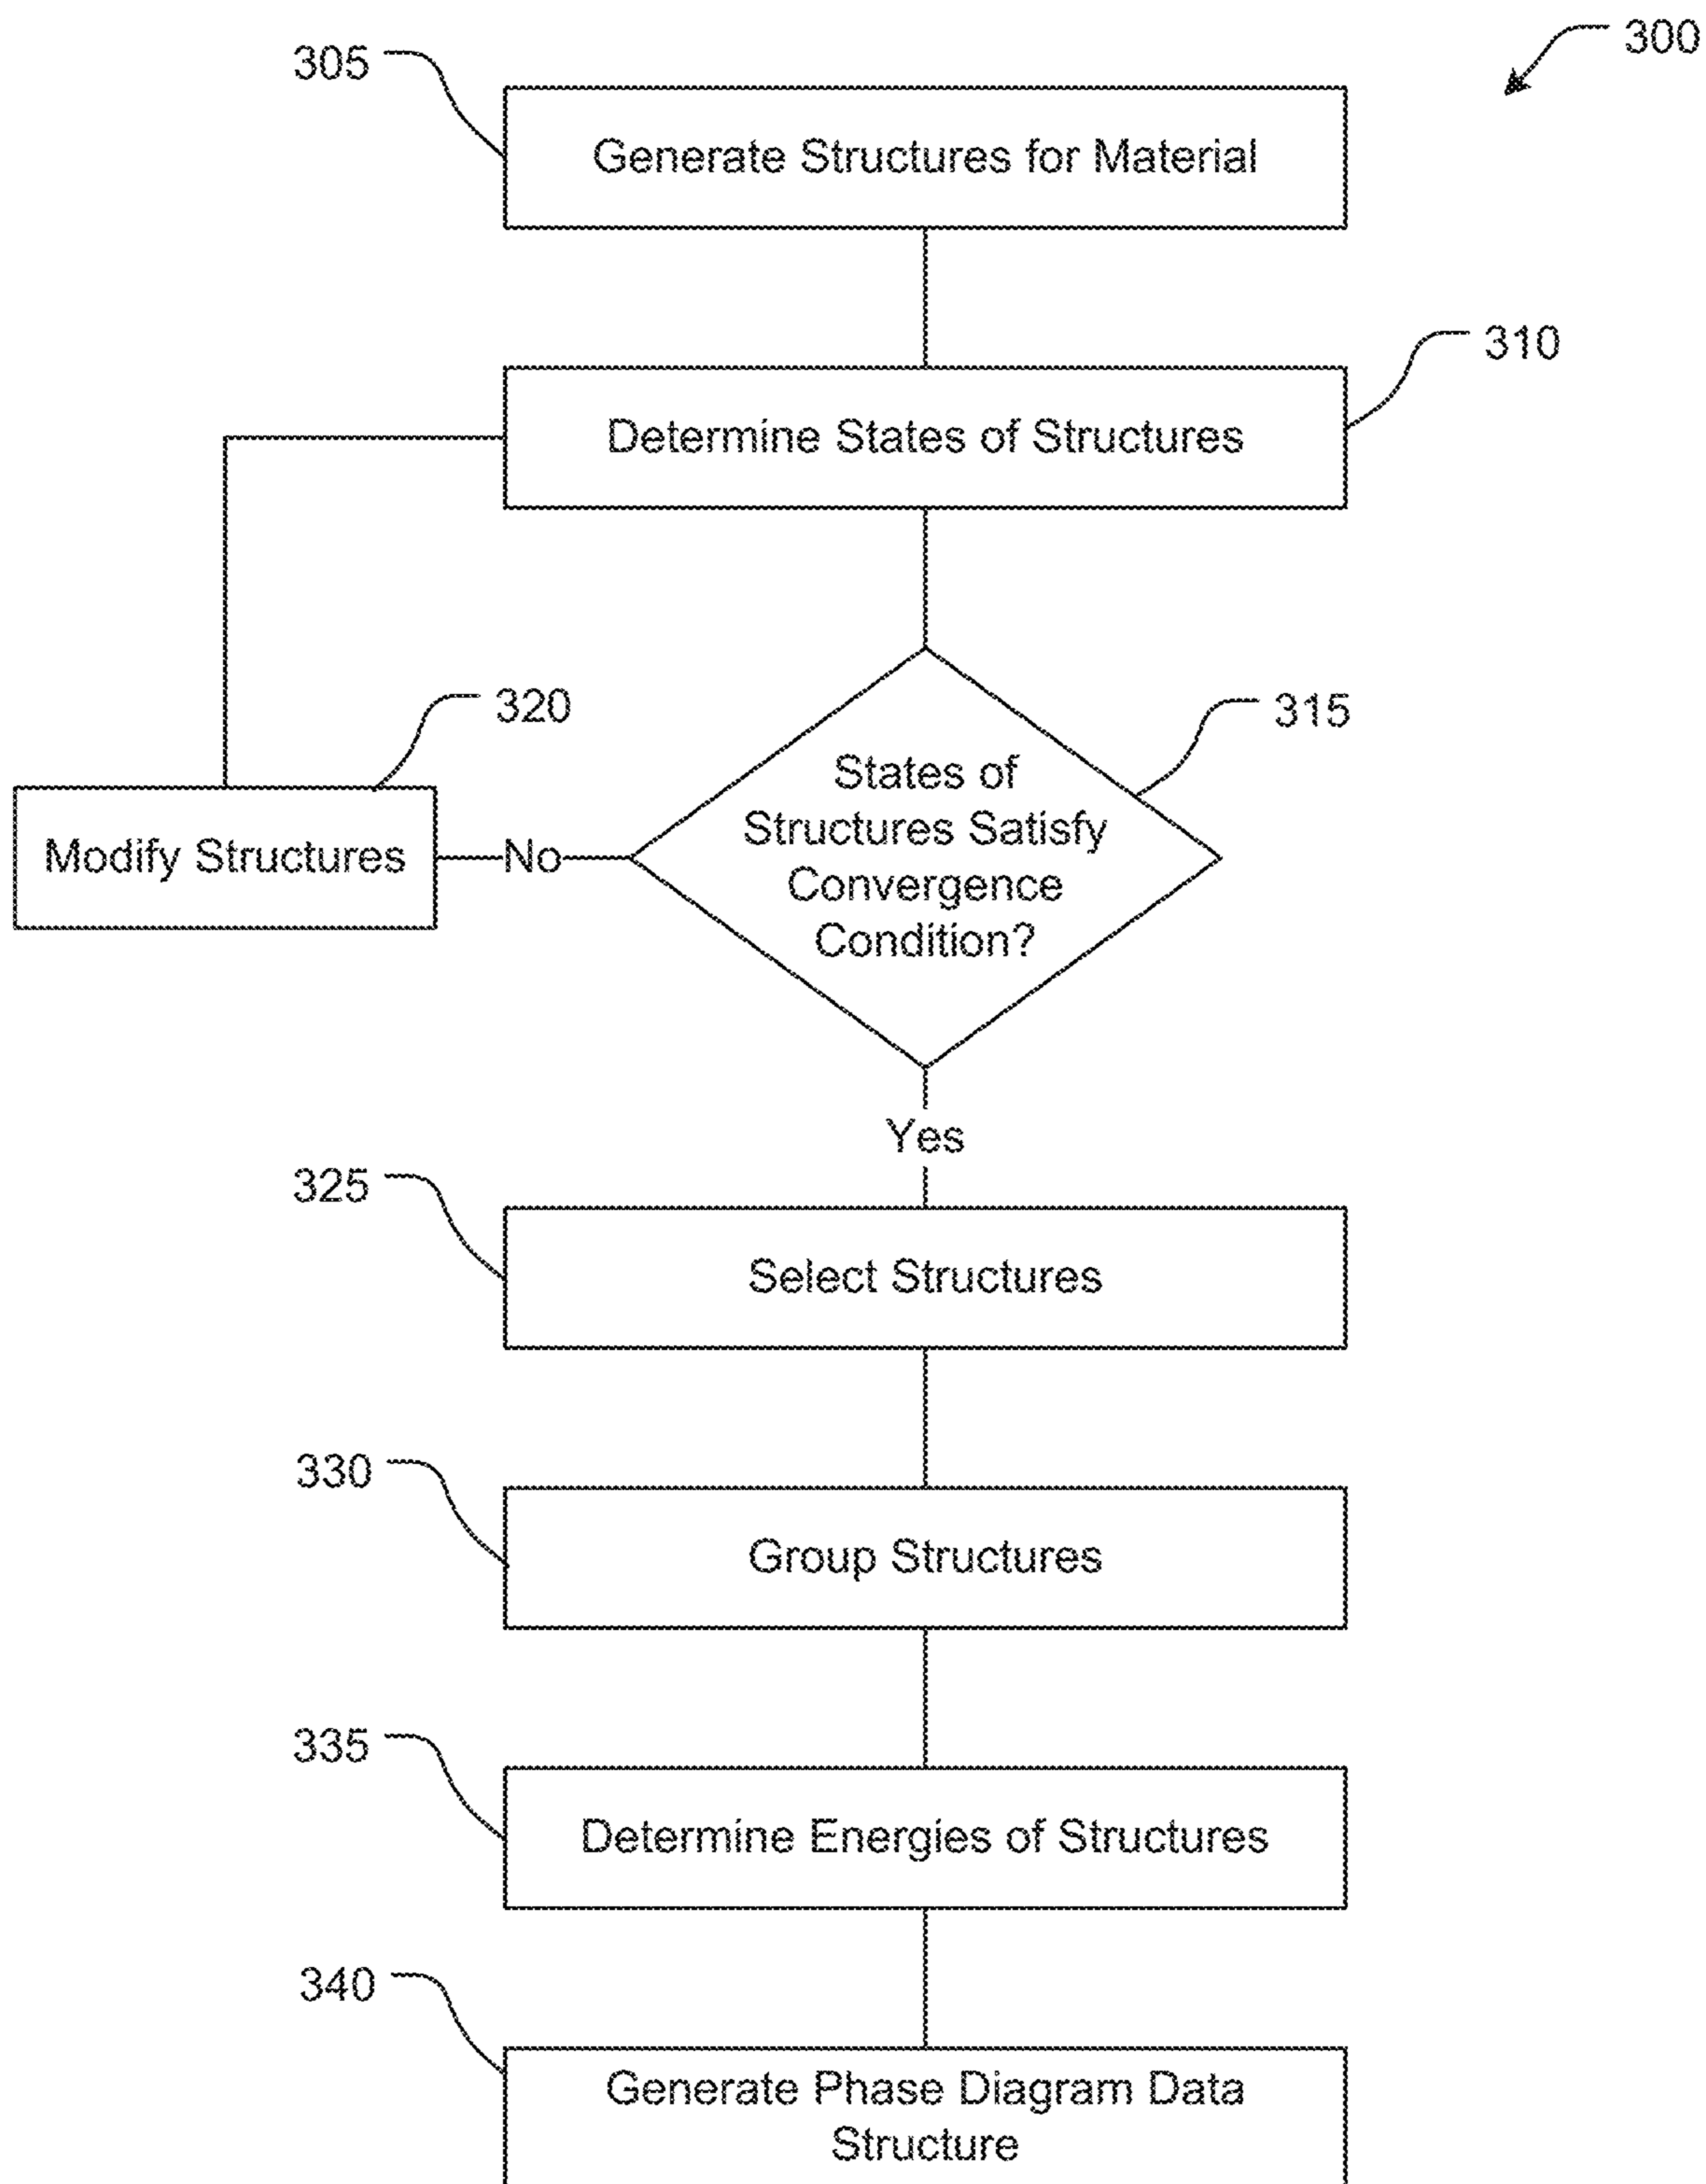 300
305
Generate Structures for Material
310
Determine States of Structures
320
315
States of
Structures Satisfy
Convergence
Condition?
Modify Structures
No
Yes
325
Select Structures
330
Group Structures
335
Determine Energies of Structures
340
Generate Phase Diagram Data
Structure